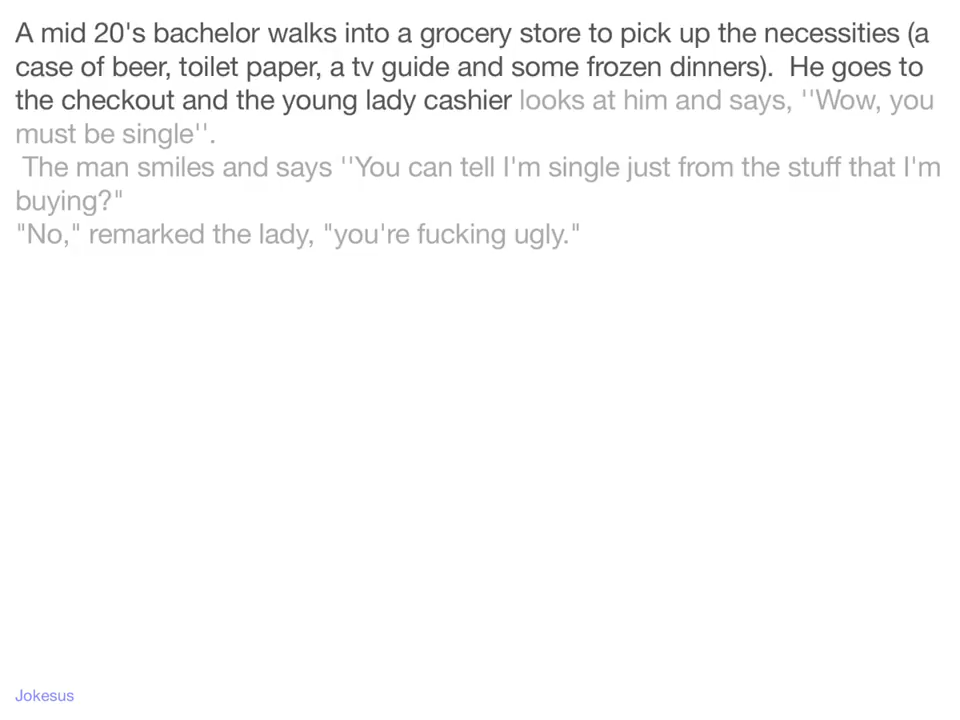 A mid 20's bachelor walks into a grocery store to pick up the necessities (a
case of beer, toilet paper, a tv guide and some frozen dinners).  He goes to
the checkout and the young lady cashier looks at him and says, ''Wow, you
must be single''.
The man smiles and says ''You can tell I'm single just from the stuff that I'm
buying?"
"No," remarked the lady, "you're fucking ugly."
Jokesus